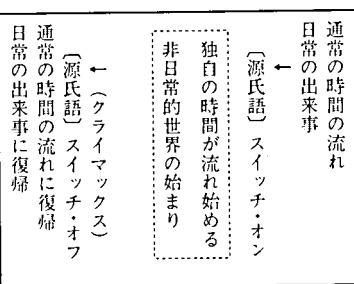 通常の時間の流れ
日常の出来事
↓
〔源氏語〕スイッチ・オン
独自の時間が流れ始める
非日常的世界の始まり
↓（クライマックス）
〔源氏語〕スイッチ・オフ
通常の時間の流れに復帰
日常の出来事に復帰